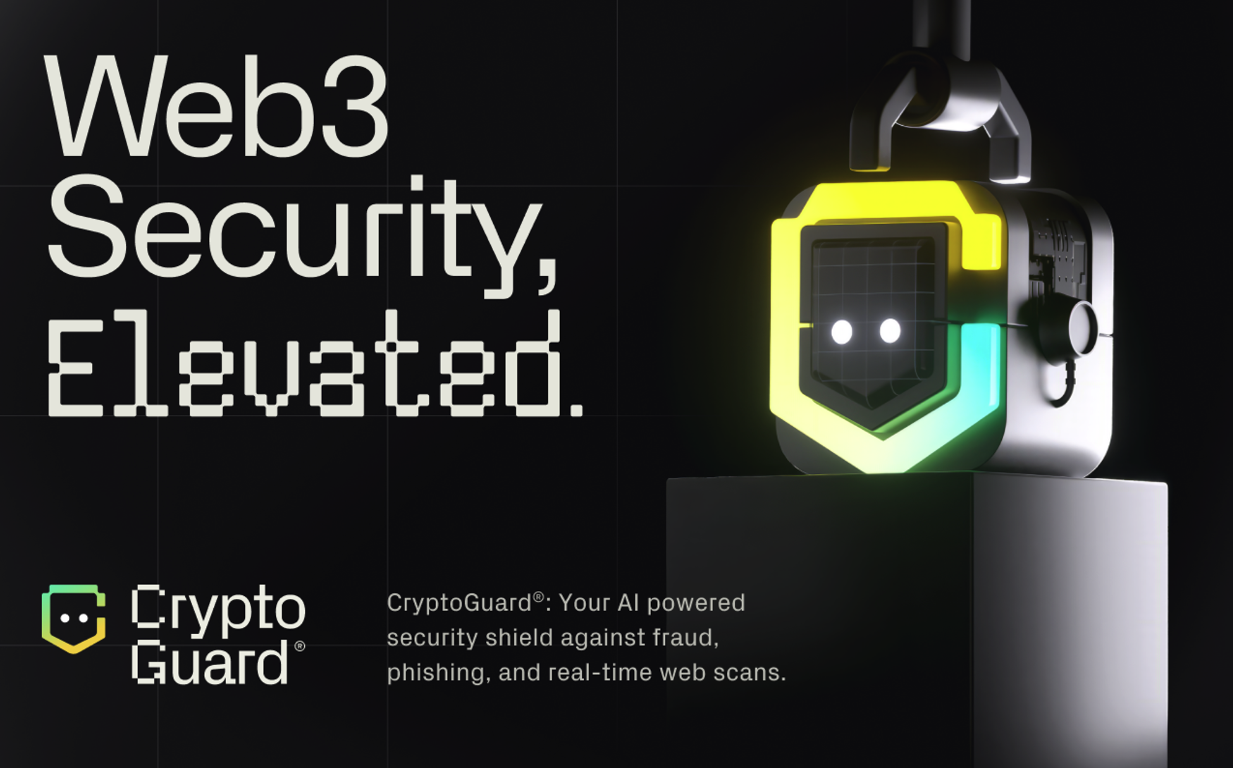 Web3
Security,
Elevated.
Crypto
Guard®
CryptoGuard®: Your AI powered
security shield against fraud,
phishing, and real-time web scans.